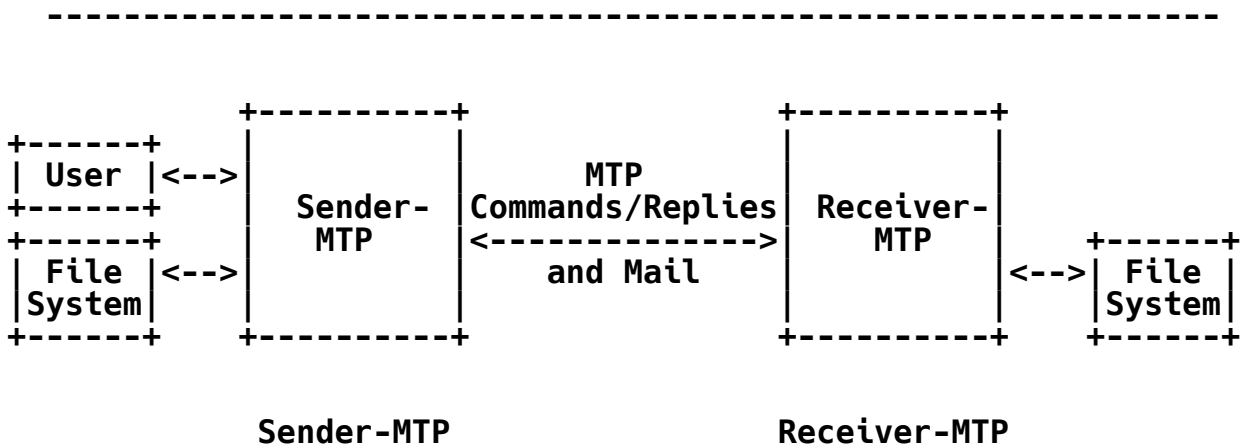 -------------------------------------------------------------
            +----------+                +----------+
+------+    |          |                |          |
| User |<-->|          |      MTP       |          |
+------+    |  Sender- |Commands/Replies| Receiver-|
+------+    |   MTP    |<-------------->|    MTP   |    +------+
| File |<-->|          |    and Mail    |          |<-->| File |
|System|    |          |                |          |    |System|
+------+    +----------+                +----------+    +------+
             Sender-MTP                 Receiver-MTP